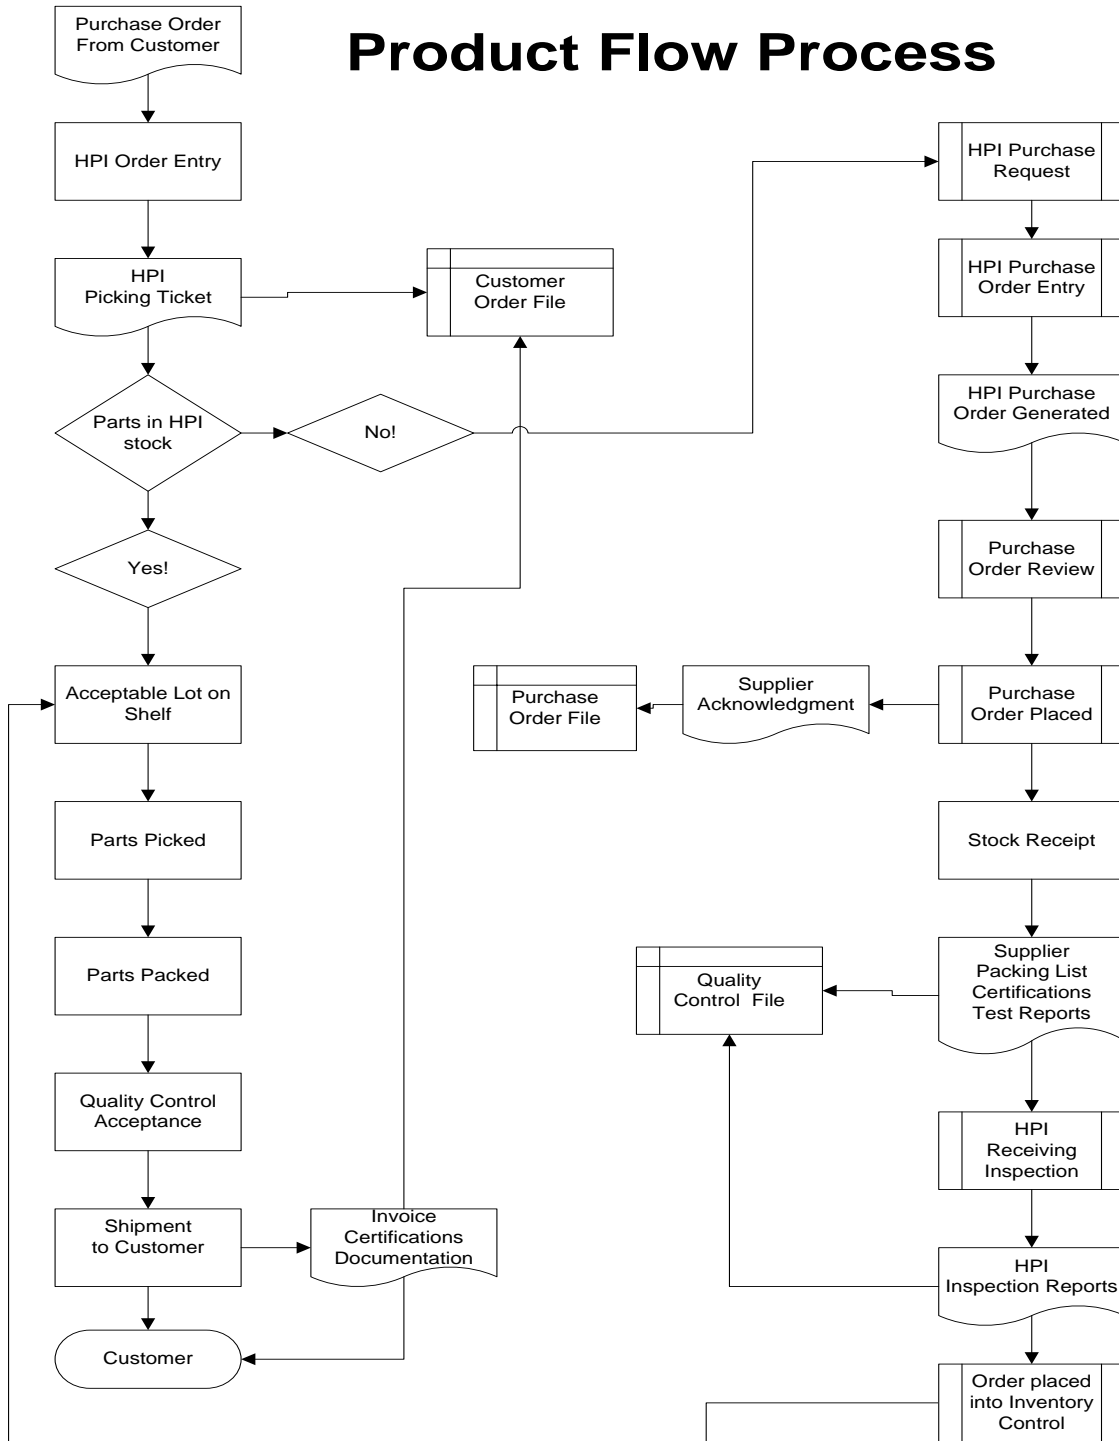 Product Flow Process
Purchase Order
From Customer
HPI Order Entry
HPI
Picking Ticket
Customer
Order File
Parts in HPI
stock
No!
Yes!
Acceptable Lot on
Shelf
Parts Picked
Parts Packed
Quality Control
Acceptance
Shipment
to Customer
Invoice
Certifications
Documentation
Customer
HPI Purchase
Request
HPI Purchase
Order Entry
HPI Purchase
Order Generated
Purchase
Order Review
Purchase
Order Placed
Supplier
Acknowledgment
Purchase
Order File
Stock Receipt
Supplier
Packing List
Certifications
Test Reports
Quality
Control File
HPI
Receiving
Inspection
HPI
Inspection Reports
Order placed
into Inventory
Control